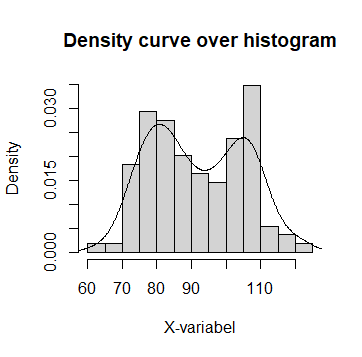 Density curve over histogram
Density
0.000
0.015
0.030
60 70 80 90 110
X-variabel